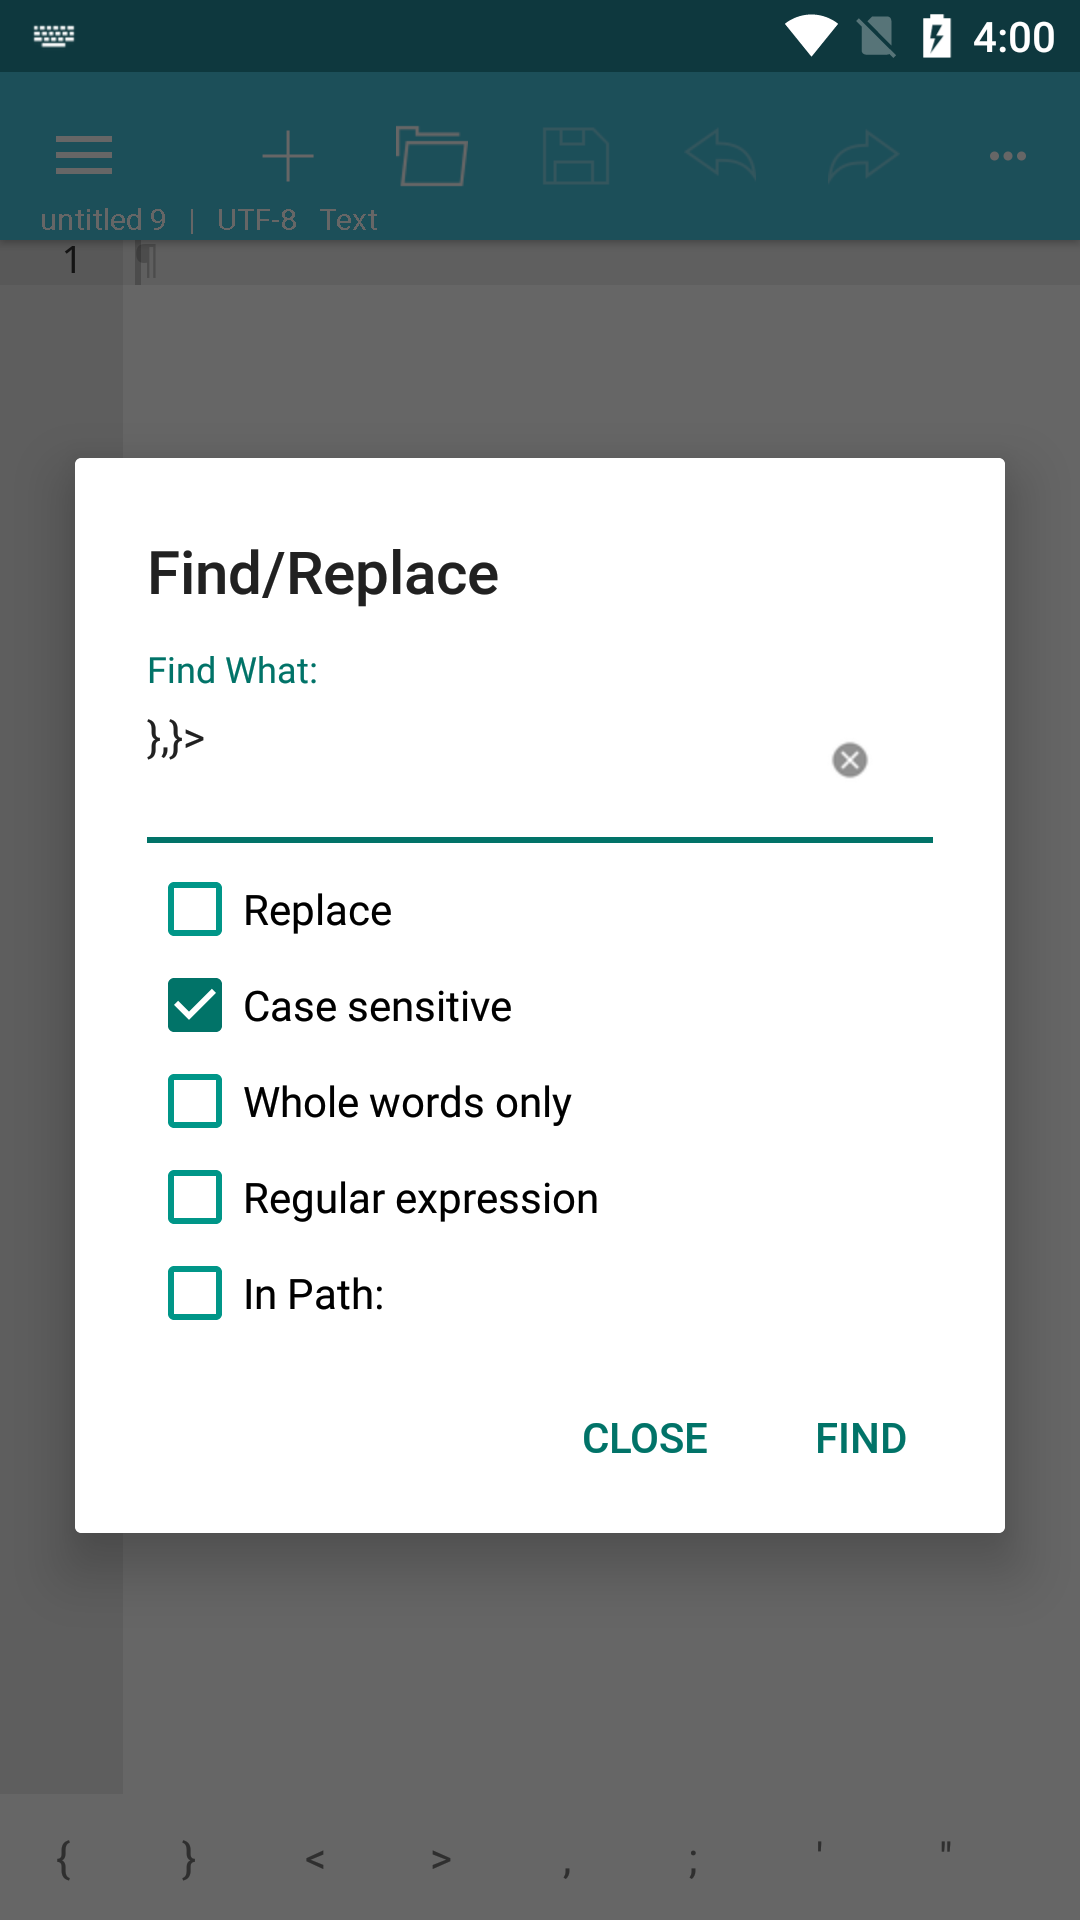 4:00
untitled 9 | UTF-8 Text
1 ¶
Find/Replace
Find What:
},}>
Replace
Case sensitive
Whole words only
Regular expression
In Path:
CLOSE FIND
{ } < > , ; ' "